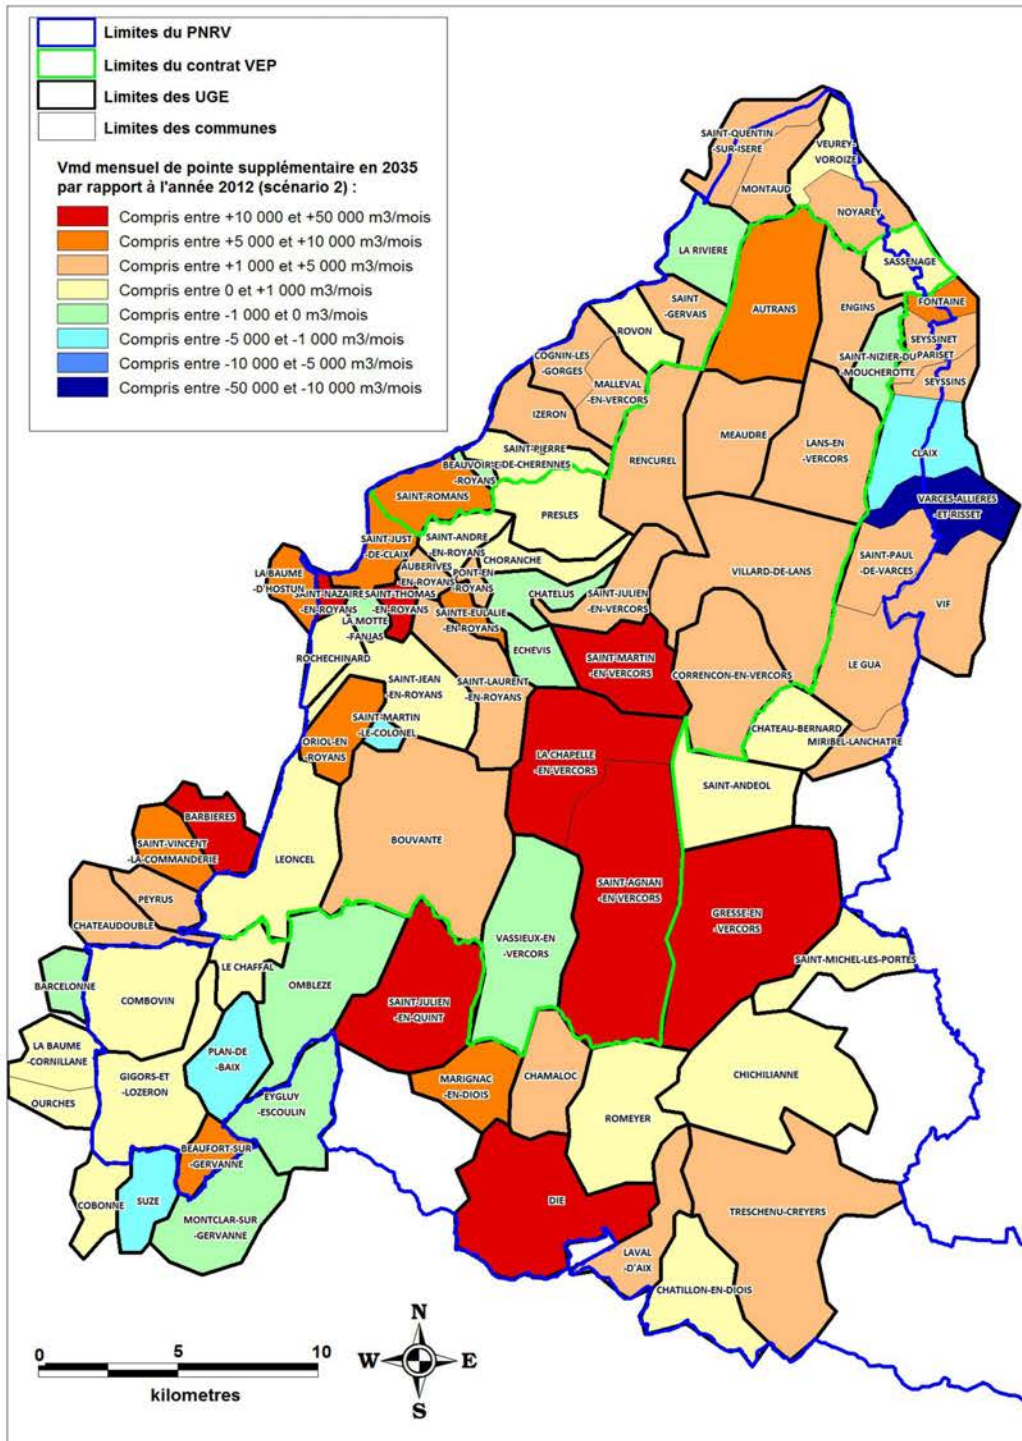 Limites du PNRV
Limites du contrat VEP
Limites des UGE
Limites des communes
Vmd mensuel de pointe supplémentaire en 2035
par rapport à l'année 2012 (scénario 2) :
Compris entre +10 000 et +50 000 m3/mois
Compris entre +5 000 et +10 000 m3/mois
Compris entre +1 000 et +5 000 m3/mois
Compris entre 0 et +1 000 m3/mois
Compris entre -1 000 et 0 m3/mois
Compris entre -5 000 et -1 000 m3/mois
Compris entre -10 000 et -5 000 m3/mois
Compris entre -50 000 et -10 000 m3/mois
SAINT-QUENTIN
-SUR-ISERE
VEUREY-
VOROIZE
MONTAUD
NOYAREY
LA RIVIERE
SASSENAGE
SAINT
-GERVAIS
AUTRANS
ENGINS
FONTAINE
ROVON
SEYSSINET
PARISET
COGNIN-LES
-GORGES
SAINT-NIZIER-DU
-MOUCHEROTTE
SEYSSINS
MALLEVAL
-EN-VERCORS
IZERON
MEAUDRE
LANS-EN
-VERCORS
CLAIX
SAINT-PIERRE
-DE-CHERENNES
RENCUREL
BEAUVOIR-E
-ROYANS
SAINT-ROMANS
VARCES-ALLIERES
-ET-RISSET
PRESLES
SAINT-JUST
-DE-CLAIX
SAINT-ANDRE
-EN-ROYANS
CHORANCHE
SAINT-PAUL
-DE-VARCES
AUBERIVES
-EN-ROYANS
PONT-EN
-ROYANS
LA BAUME
-D'HOSTUN
VILLARD-DE-LANS
SAINT-NAZAIRE
-EN-ROYANS
SAINT-THOMAS
-EN-ROYANS
CHATELUS
SAINT-JULIEN
-EN-VERCORS
VIF
SAINTE-EULALIE
-EN-ROYANS
LA MOTTE
-FANJAS
ECHEVIS
ROCHECHINARD
SAINT-MARTIN
-EN-VERCORS
LE GUA
CORRENCON-EN-VERCORS
SAINT-JEAN
-EN-ROYANS
SAINT-LAURENT
-EN-ROYANS
SAINT-MARTIN
-LE-COLONEL
CHATEAU-BERNARD
ORIOL-EN
-ROYANS
MIRIBEL-LANCHATRE
LA CHAPELLE
-EN-VERCORS
SAINT-ANDEOL
BARBIERES
BOUVANTE
SAINT-VINCENT
-LA-COMMANDERIE
LEONCEL
SAINT-AGNAN
-EN-VERCORS
PEYRUS
GRESSE-EN
-VERCORS
CHATEAUDOUBLE
VASSIEUX-EN
-VERCORS
SAINT-MICHEL-LES-PORTES
LE CHAFFAL
BARCELONNE
OMBLEZE
COMBOVIN
SAINT-JULIEN
-EN-QUINT
LA BAUME
-CORNILLANE
PLAN-DE
-BAIX
CHAMALOC
MARIGNAC
-EN-DIOIS
GIGORS-ET
-LOZERON
CHICHILIANNE
OURCHES
EYGLUY
-ESCOULIN
ROMEYER
BEAUFORT-SUR
-GERVANNE
COBONNE
SUZE
DIE
TRESCHENU-CREYERS
MONTCLAR-SUR
-GERVANNE
LAVAL
-D'AIX
CHATILLON-EN-DIOIS
N
W
E
S
0
5
10
kilometres